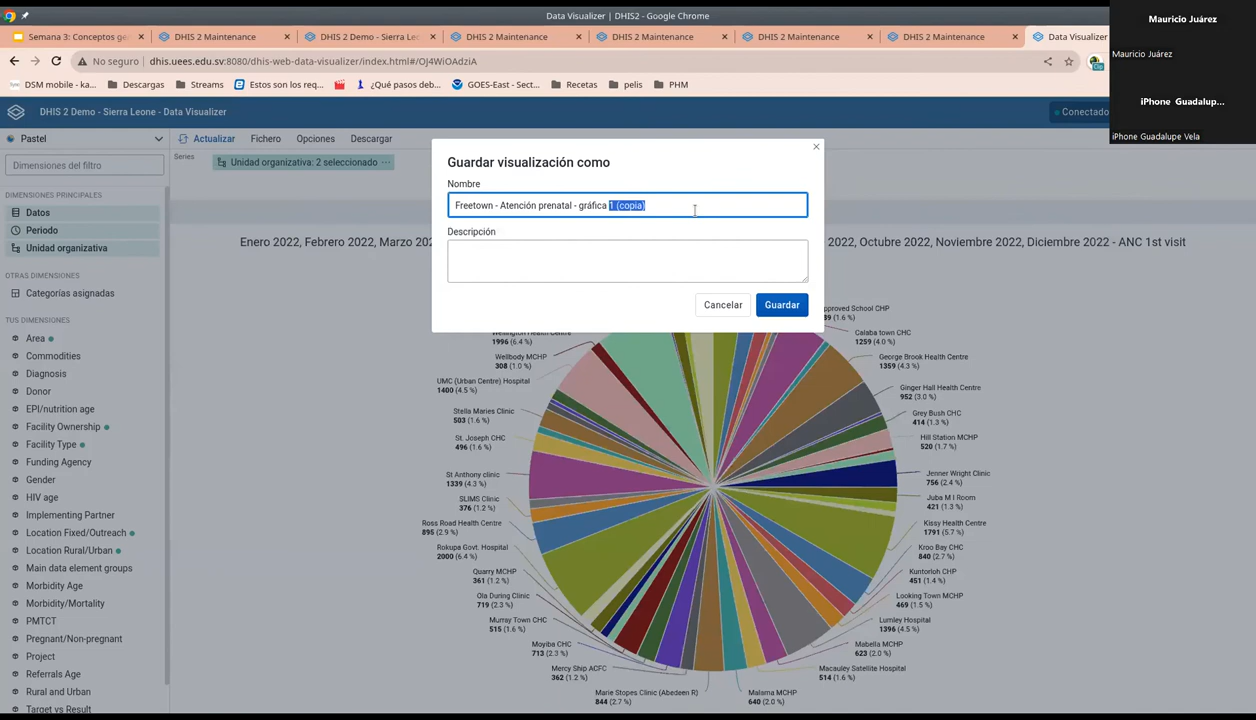 Data Visualizer | DHIS2 - Google Chrome
Semana 3: Conceptos ge
DHIS 2 Maintenance
DHIS 2 Demo - Sierra Leon
DHIS 2 Maintenance
DHIS 2 Maintenance
DHIS 2 Maintenance
DHIS 2 Maintenance
Data Visualizer
No seguro
dhis.uees.edu.sv:8080/dhis-web-data-visualizer/index.html#/OJ4WiOAdziA
DSM mobile - ka...
Descargas
Streams
Estos son los req...
¿Qué pasos deb...
GOES-East - Sect...
Recetas
pelis
PHM
Mauricio Juárez
Mauricio Juárez
iPhone Guadalup...
iPhone Guadalupe Vela
DHIS 2 Demo - Sierra Leone - Data Visualizer
Conectado
Pastel
Actualizar
Fichero
Opciones
Descargar
Dimensiones del filtro
Series
Unidad organizativa: 2 seleccionado
DIMENSIONES PRINCIPALES
Datos
Periodo
Unidad organizativa
OTRAS DIMENSIONES
Categorías asignadas
TUS DIMENSIONES
Area
Commodities
Diagnosis
Donor
EPI/nutrition age
Facility Ownership
Facility Type
Funding Agency
Gender
HIV age
Implementing Partner
Location Fixed/Outreach
Location Rural/Urban
Main data element groups
Morbidity Age
Morbidity/Mortality
PMTCT
Pregnant/Non-pregnant
Project
Referrals Age
Rural and Urban
Target vs Result
Guardar visualización como
Nombre
Freetown - Atención prenatal - gráfica 1 (copia)
Descripción
Cancelar
Guardar
Enero 2022, Febrero 2022, Marzo 202
2, Octubre 2022, Noviembre 2022, Diciembre 2022 - ANC 1st visit
Wellington Health Centre
1996 (6.4 %)
Wellbody MCHP
308 (1.0 %)
UMC (Urban Centre) Hospital
1400 (4.5 %)
Stella Maries Clinic
503 (1.6 %)
St. Joseph CHC
496 (1.6 %)
St Anthony clinic
1339 (4.3 %)
SLIMS Clinic
376 (1.2 %)
Ross Road Health Centre
895 (2.9 %)
Rokupa Govt. Hospital
2000 (6.4 %)
Quarry MCHP
361 (1.2 %)
Ola During Clinic
719 (2.3 %)
Murray Town CHC
515 (1.6 %)
Moyiba CHC
713 (2.3 %)
Mercy Ship ACFC
362 (1.2 %)
Marie Stopes Clinic (Abedeen R)
844 (2.7 %)
Malama MCHP
640 (2.0 %)
Macauley Satellite Hospital
514 (1.6 %)
Mabella MCHP
623 (2.0 %)
Lumley Hospital
1396 (4.5 %)
Looking Town MCHP
469 (1.5 %)
Kuntorloh CHP
451 (1.4 %)
Kroo Bay CHC
840 (2.7 %)
Kissy Health Centre
1791 (5.7 %)
Juba M I Room
421 (1.3 %)
Jenner Wright Clinic
756 (2.4 %)
Hill Station MCHP
520 (1.7 %)
Grey Bush CHC
414 (1.3 %)
Ginger Hall Health Centre
952 (3.0 %)
George Brook Health Centre
1359 (4.3 %)
Calaba town CHC
1259 (4.0 %)
pproved School CHP
89 (1.6 %)